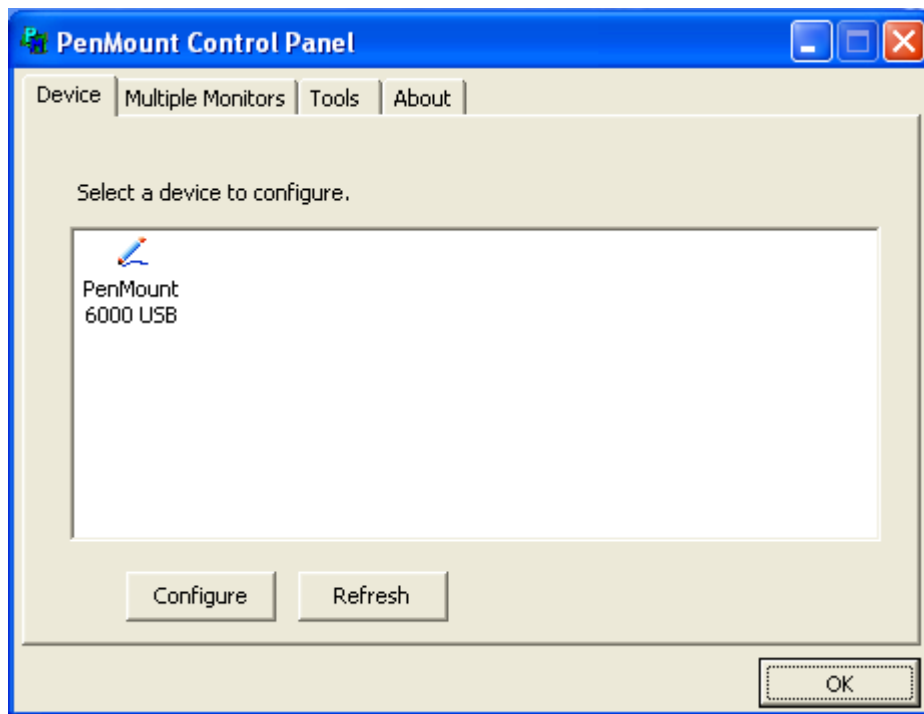 PenMount Control Panel
Device Multiple Monitors Tools About
Select a device to configure.
PenMount
6000 USB
Configure Refresh
OK